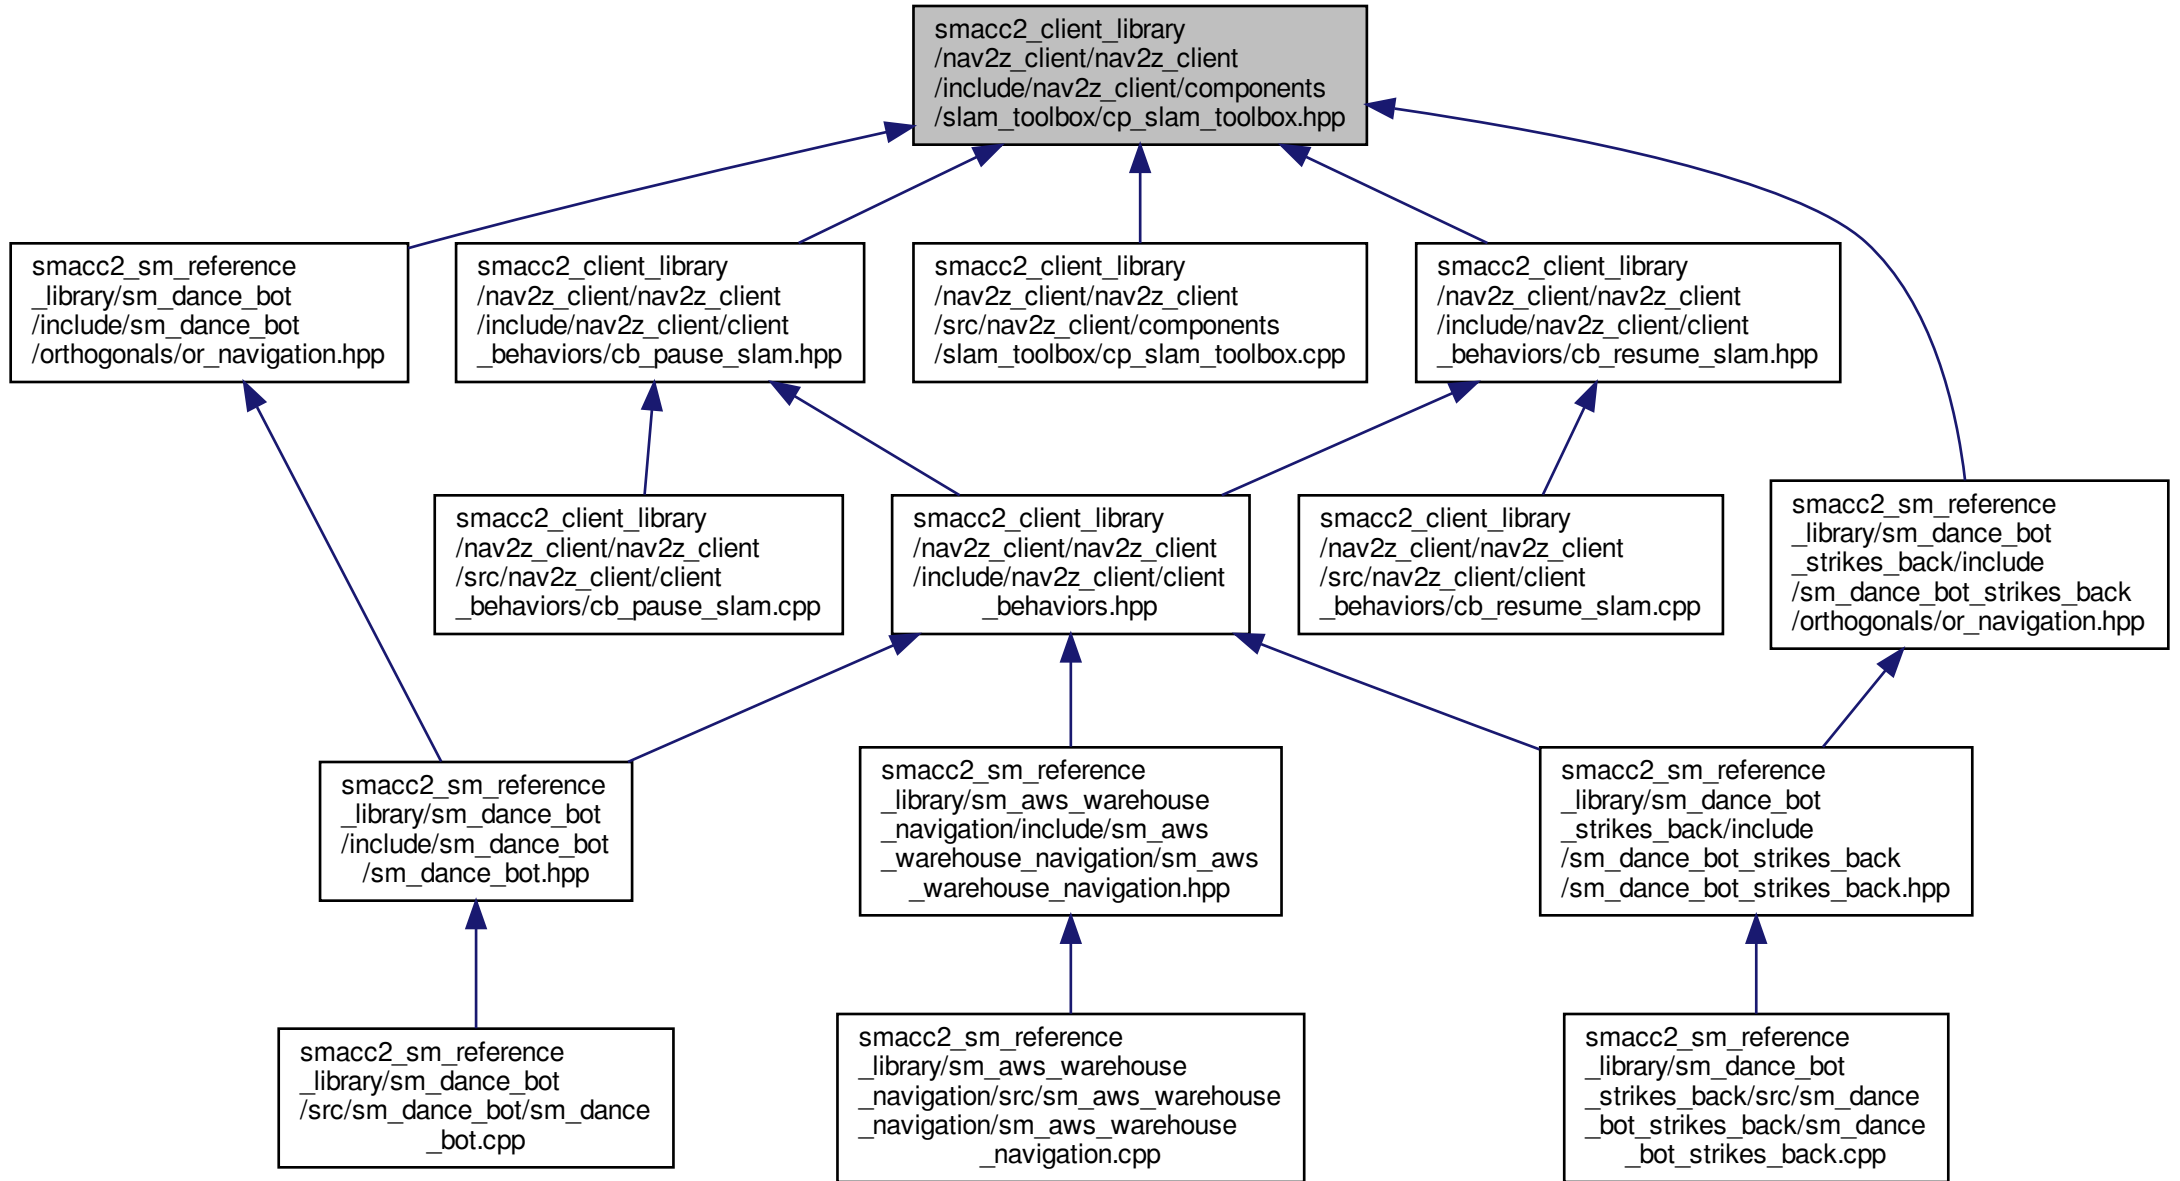 smacc2_client_library
/nav2z_client/nav2z_client
/include/nav2z_client/components
/slam_toolbox/cp_slam_toolbox.hpp
smacc2_sm_reference
_library/sm_dance_bot
/include/sm_dance_bot
/orthogonals/or_navigation.hpp
smacc2_client_library
/nav2z_client/nav2z_client
/include/nav2z_client/client
_behaviors/cb_pause_slam.hpp
smacc2_client_library
/nav2z_client/nav2z_client
/src/nav2z_client/components
/slam_toolbox/cp_slam_toolbox.cpp
smacc2_client_library
/nav2z_client/nav2z_client
/include/nav2z_client/client
_behaviors/cb_resume_slam.hpp
smacc2_client_library
/nav2z_client/nav2z_client
/src/nav2z_client/client
_behaviors/cb_pause_slam.cpp
smacc2_client_library
/nav2z_client/nav2z_client
/include/nav2z_client/client
_behaviors.hpp
smacc2_client_library
/nav2z_client/nav2z_client
/src/nav2z_client/client
_behaviors/cb_resume_slam.cpp
smacc2_sm_reference
_library/sm_dance_bot
_strikes_back/include
/sm_dance_bot_strikes_back
/orthogonals/or_navigation.hpp
smacc2_sm_reference
_library/sm_dance_bot
/include/sm_dance_bot
/sm_dance_bot.hpp
smacc2_sm_reference
_library/sm_aws_warehouse
_navigation/include/sm_aws
_warehouse_navigation/sm_aws
_warehouse_navigation.hpp
smacc2_sm_reference
_library/sm_dance_bot
_strikes_back/include
/sm_dance_bot_strikes_back
/sm_dance_bot_strikes_back.hpp
smacc2_sm_reference
_library/sm_dance_bot
/src/sm_dance_bot/sm_dance
_bot.cpp
smacc2_sm_reference
_library/sm_aws_warehouse
_navigation/src/sm_aws_warehouse
_navigation/sm_aws_warehouse
_navigation.cpp
smacc2_sm_reference
_library/sm_dance_bot
_strikes_back/src/sm_dance
_bot_strikes_back/sm_dance
_bot_strikes_back.cpp